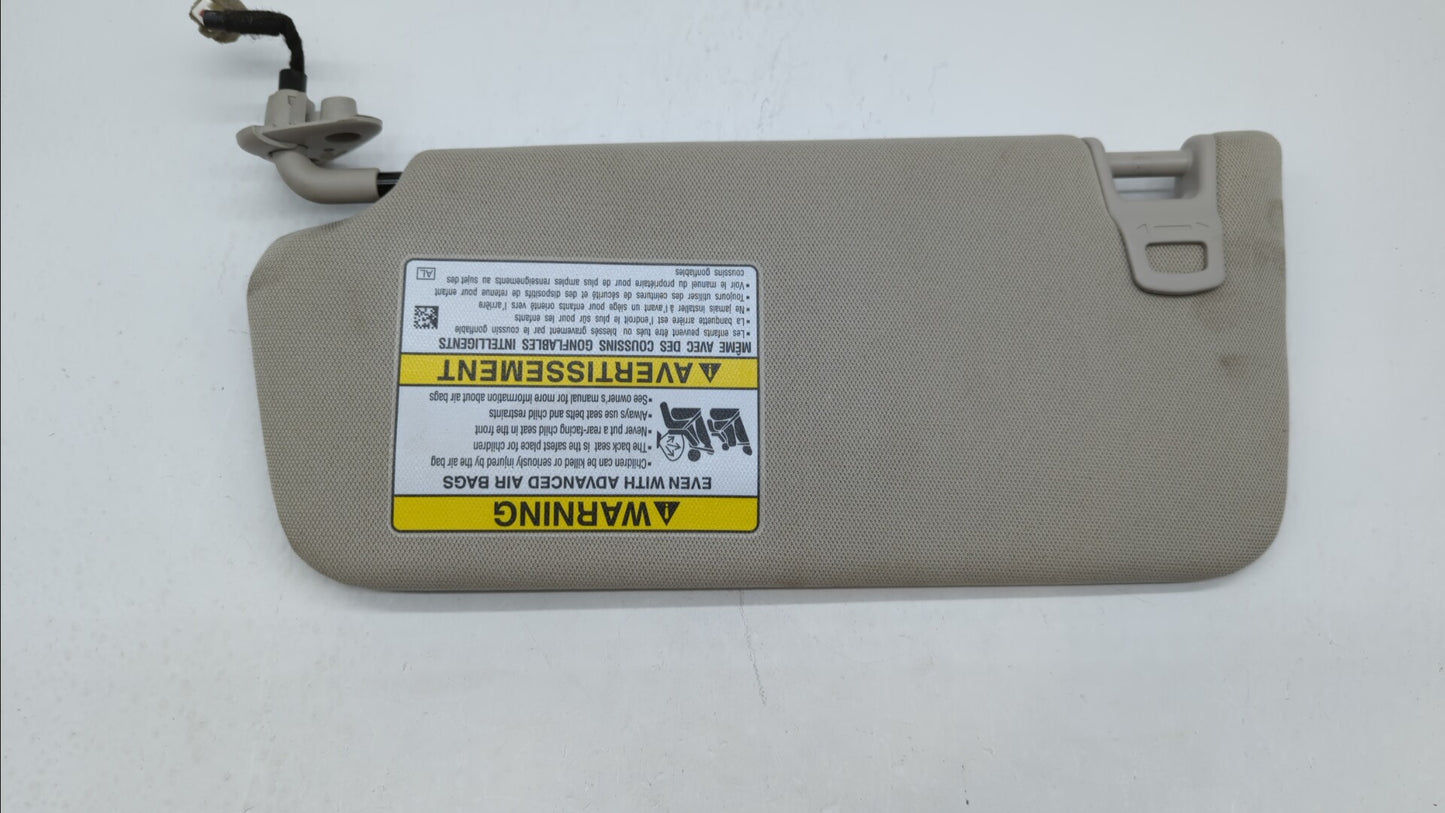 WARNING
EVEN WITH ADVANCED AIR BAGS
•Children can be killed or seriously injured by the air bag
•The back seat is the safest place for children
•Never put a rear-facing child seat in the front
•Always use seat belts and child restraints
•See owner's manual for more information about air bags
AVERTISSEMENT
MÊME AVEC DES COUSSINS GONFLABLES INTELLIGENTS
•Les enfants peuvent être tués ou blessés gravement par le coussin gonflable
•La banquette arrière est l'endroit le plus sûr pour les enfants
•Ne jamais installer à l'avant un siège pour enfants orienté vers l'arrière
•Toujours utiliser des ceintures de sécurité et des dispositifs de retenue pour enfant
•Voir le manuel du propriétaire pour de plus amples renseignements au sujet des
coussins gonflables
AL